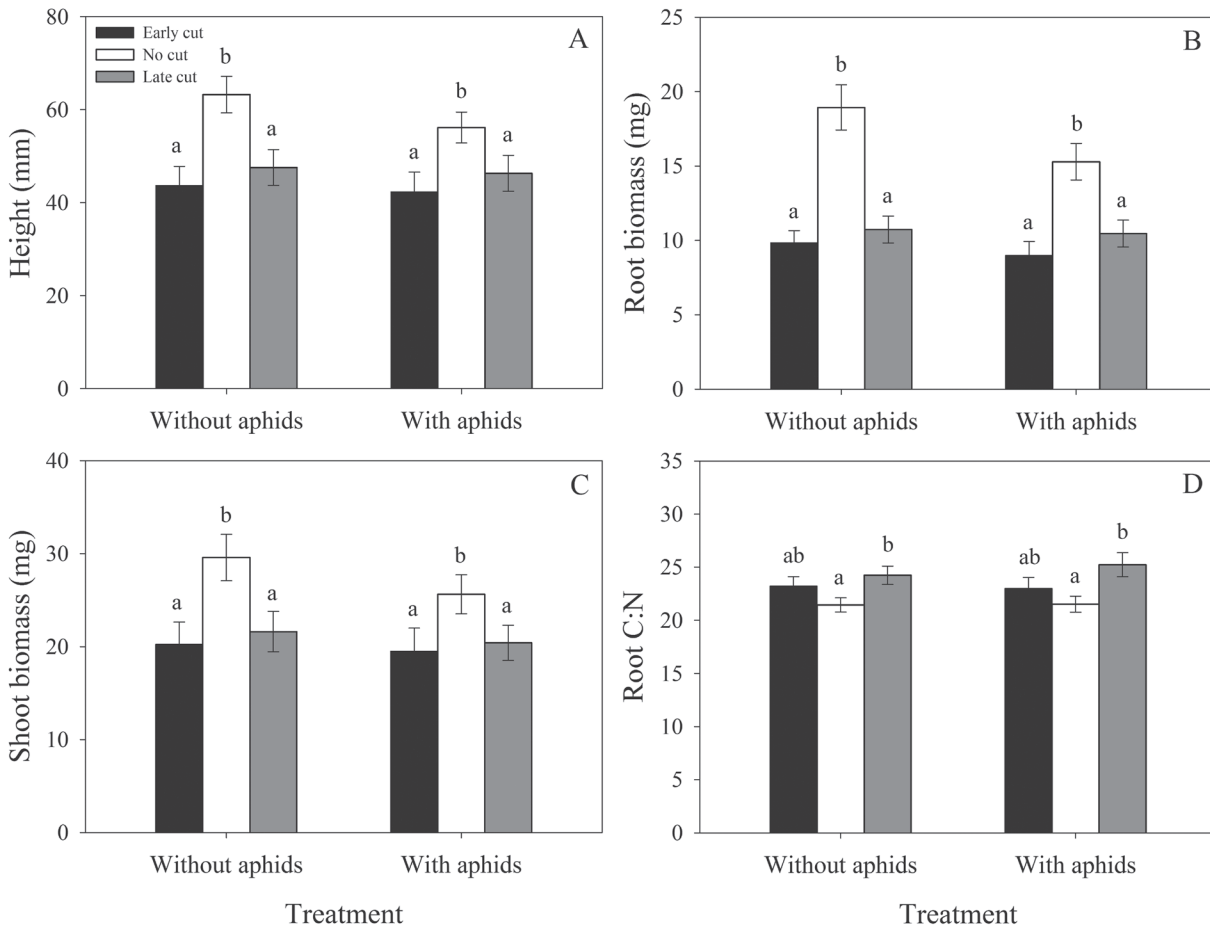 80
60
40
20
0
Height (mm)
Early cut
No cut
Late cut
A
a
b
a
a
b
a
Without aphids
With aphids
25
20
15
10
5
0
Root biomass (mg)
B
a
b
a
a
b
a
Without aphids
With aphids
40
30
20
10
0
Shoot biomass (mg)
C
a
b
a
a
b
a
Without aphids
With aphids
Treatment
35
30
25
20
15
10
5
0
Root C:N
D
ab
a
b
ab
a
b
Without aphids
With aphids
Treatment